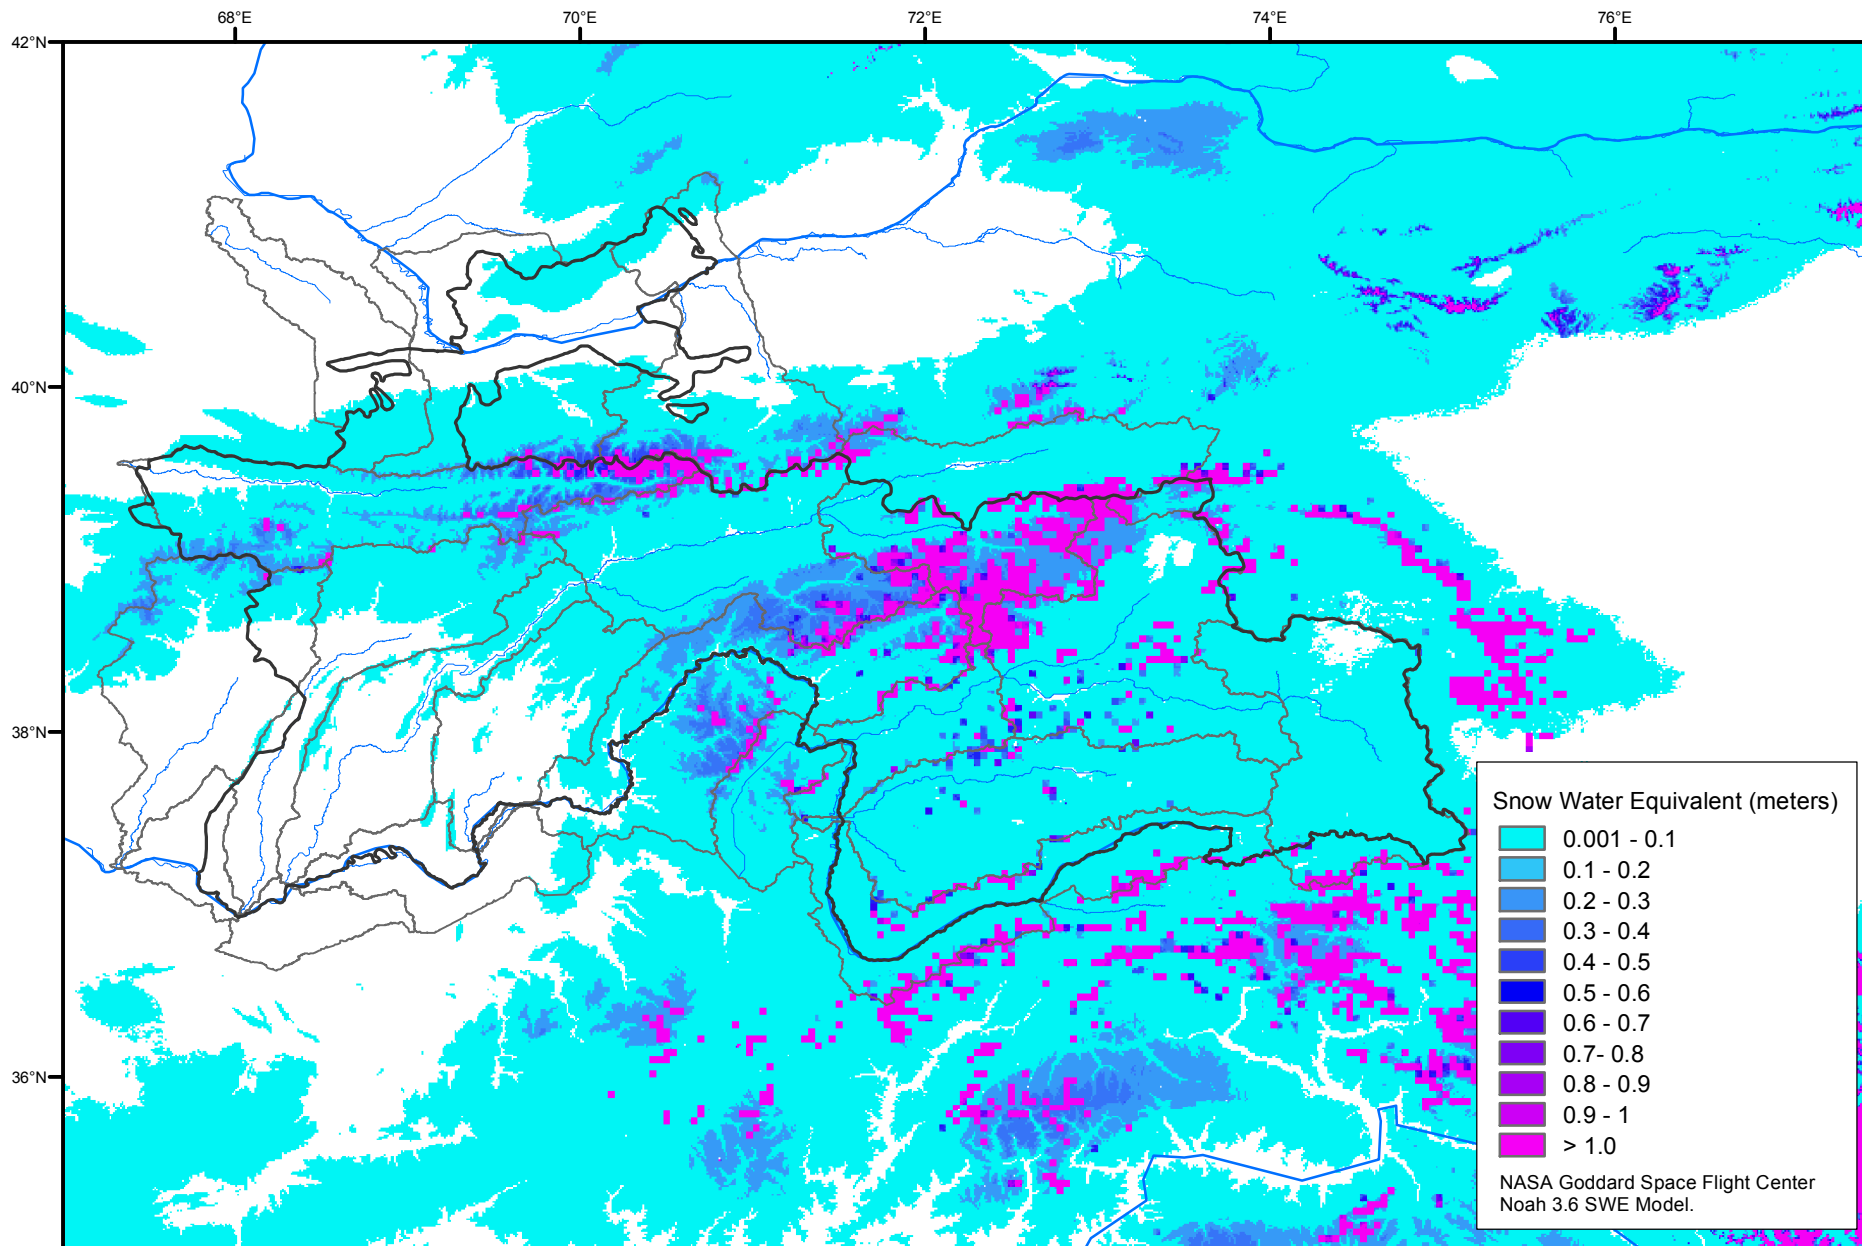 68°E
70°E
72°E
74°E
76°E
42°N
40°N
38°N
36°N
Snow Water Equivalent (meters)
0.001 - 0.1
0.1 - 0.2
0.2 - 0.3
0.3 - 0.4
0.4 - 0.5
0.5 - 0.6
0.6 - 0.7
0.7- 0.8
0.8 - 0.9
0.9 - 1
> 1.0
NASA Goddard Space Flight Center
Noah 3.6 SWE Model.